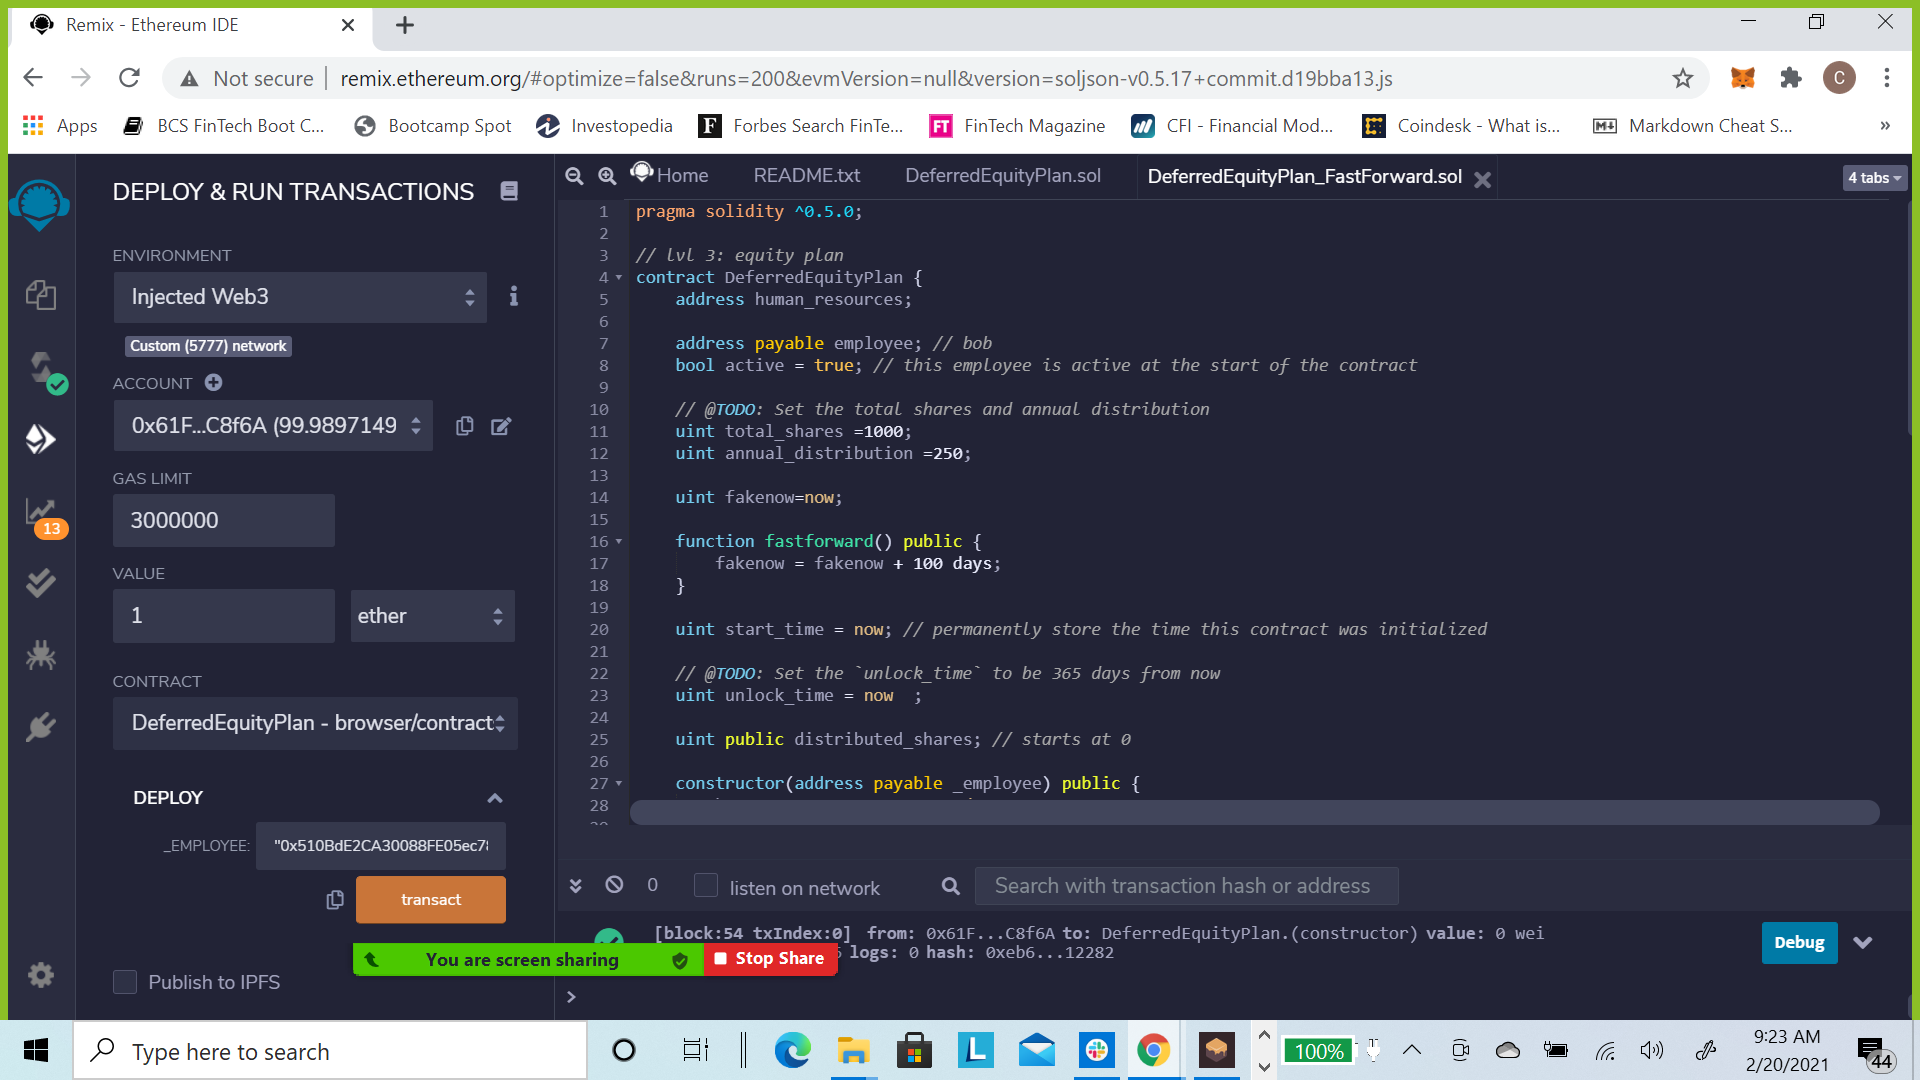 Remix - Ethereum IDE
Not secure
remix.ethereum.org/#optimize=false&runs=200&evmVersion=null&version=soljson-v0.5.17+commit.d19bba13.js
C
Apps
BCS FinTech Boot C...
Bootcamp Spot
Investopedia
F
Forbes Search FinTe...
FT
FinTech Magazine
CFI - Financial Mod...
Coindesk - What is...
Markdown Cheat S...
»
DEPLOY & RUN TRANSACTIONS
ENVIRONMENT
Injected Web3
Custom (5777) network
ACCOUNT
0x61F...C8f6A (99.9897149
GAS LIMIT
3000000
13
VALUE
1
ether
CONTRACT
DeferredEquityPlan - browser/contract
DEPLOY
_EMPLOYEE:
"0x510BdE2CA30088FE05ec78
transact
Publish to IPFS
Home
README.txt
DeferredEquityPlan.sol
DeferredEquityPlan_FastForward.sol
4 tabs
1 pragma solidity ^0.5.0;
2
3 // lvl 3: equity plan
4 contract DeferredEquityPlan {
5 address human_resources;
6
7 address payable employee; // bob
8 bool active = true; // this employee is active at the start of the contract
9
10 // @TODO: Set the total shares and annual distribution
11 uint total_shares =1000;
12 uint annual_distribution =250;
13
14 uint fakenow=now;
15
16 function fastforward() public {
17 fakenow = fakenow + 100 days;
18 }
19
20 uint start_time = now; // permanently store the time this contract was initialized
21
22 // @TODO: Set the `unlock_time` to be 365 days from now
23 uint unlock_time = now  ;
24
25 uint public distributed_shares; // starts at 0
26
27 constructor(address payable _employee) public {
28
0
listen on network
Search with transaction hash or address
[block:54 txIndex:0] from: 0x61F...C8f6A to: DeferredEquityPlan.(constructor) value: 0 wei
logs: 0 hash: 0xeb6...12282
Debug
>
You are screen sharing
Stop Share
Type here to search
L
100%
9:23 AM
2/20/2021
44